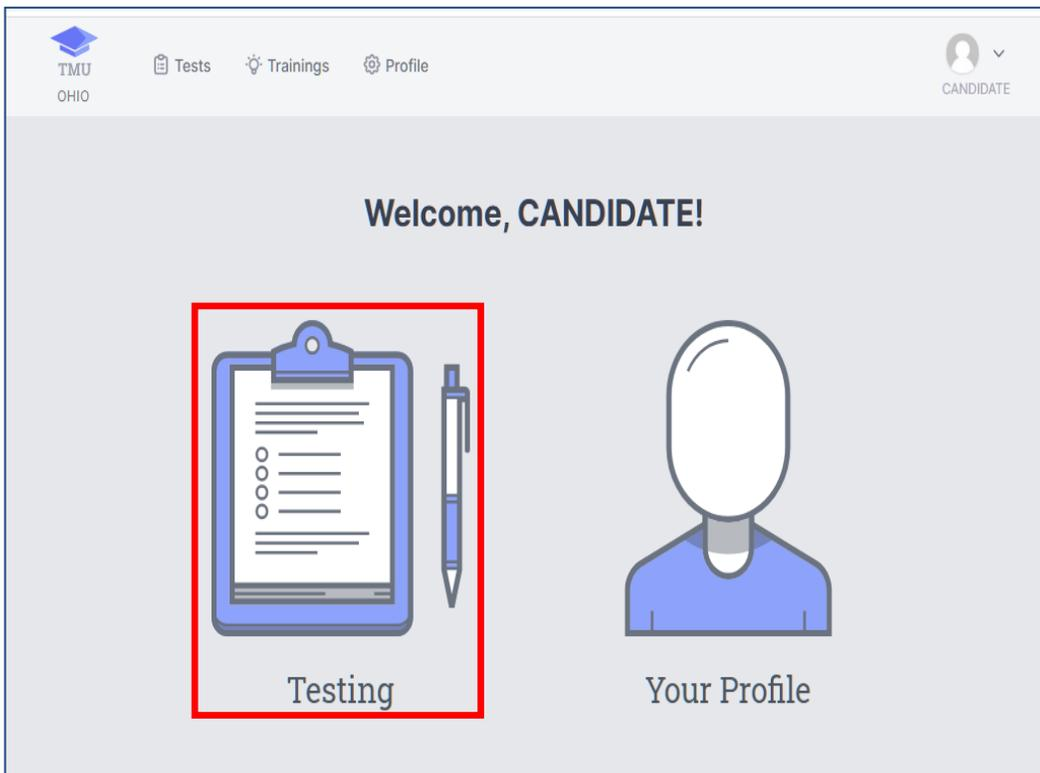 TMU
OHIO
Tests Trainings Profile
CANDIDATE
Welcome, CANDIDATE!
Testing
Your Profile